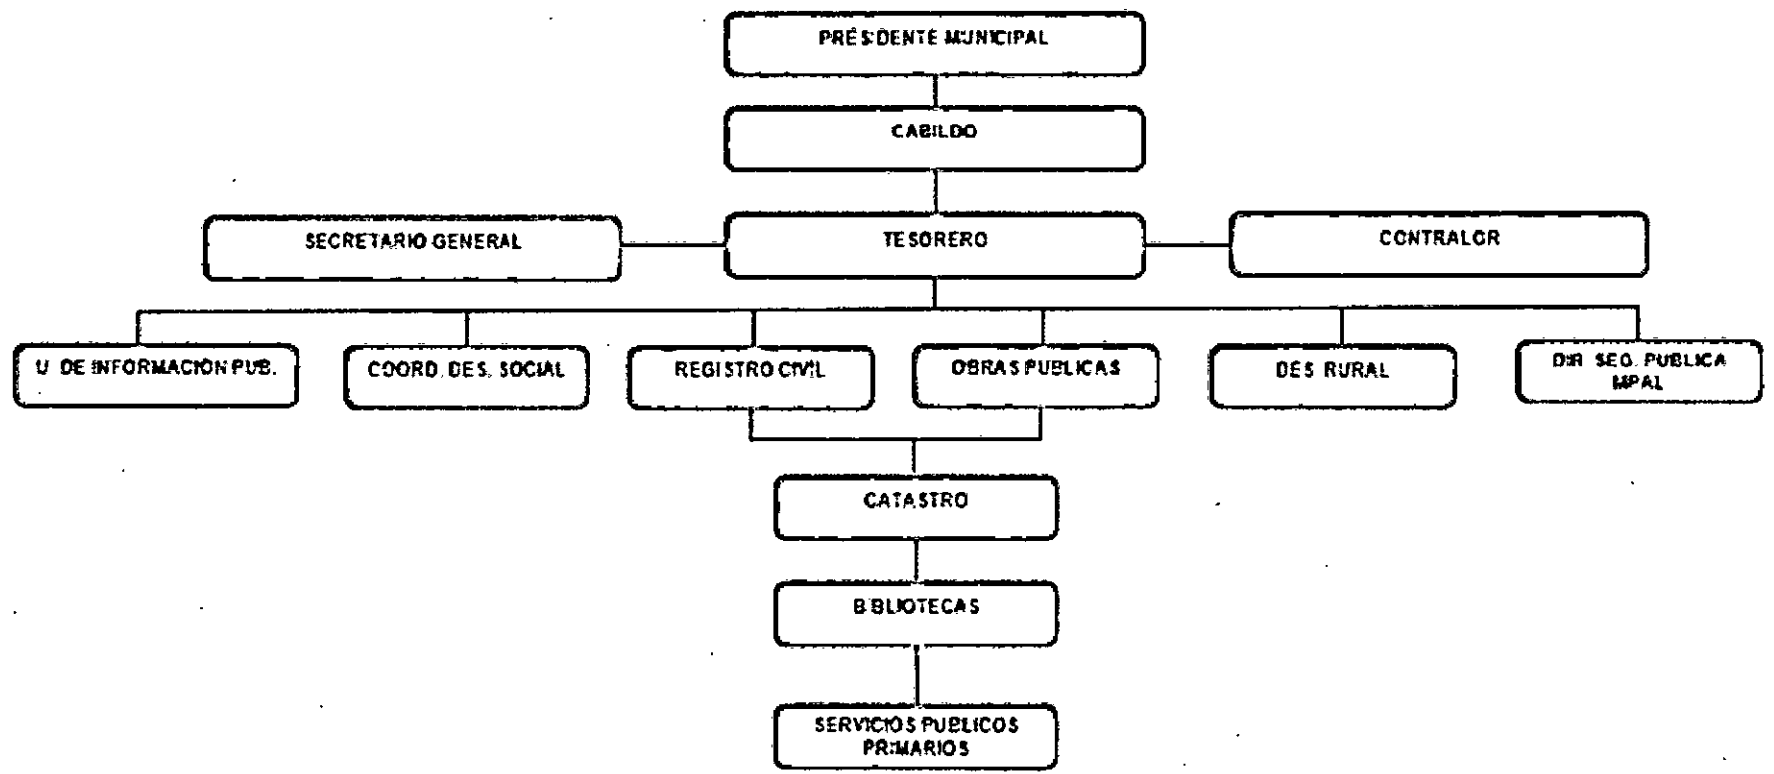 PRESIDENTE MUNICIPAL
CABILDO
SECRETARIO GENERAL
TESORERO
CONTRALOR
U. DE INFORMACIÓN PUB.
COORD. DES. SOCIAL
REGISTRO CIVIL
OBRAS PUBLICAS
DES. RURAL
DIR. SEG. PUBLICA
MPAL
CATASTRO
BIBLIOTECAS
SERVICIOS PUBLICOS
PRIMARIOS